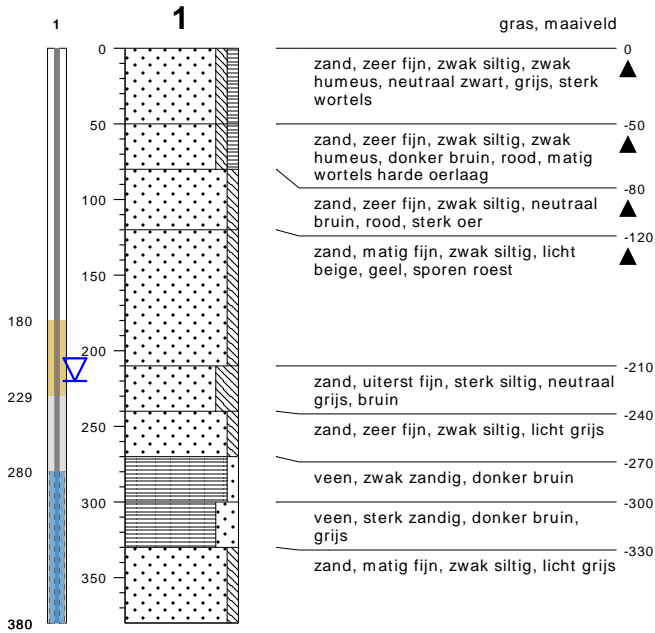 1
1
gras, maaiveld
0
0
zand, zeer fijn, zwak siltig, zwak
humeus, neutraal zwart, grijs, sterk
wortels
50
-50
zand, zeer fijn, zwak siltig, zwak
humeus, donker bruin, rood, matig
wortels harde oerlaag
-80
100
zand, zeer fijn, zwak siltig, neutraal
bruin, rood, sterk oer
-120
zand, matig fijn, zwak siltig, licht
beige, geel, sporen roest
150
180
200
-210
zand, uiterst fijn, sterk siltig, neutraal
grijs, bruin
229
-240
250
zand, zeer fijn, zwak siltig, licht grijs
-270
280
veen, zwak zandig, donker bruin
300
-300
veen, sterk zandig, donker bruin,
grijs
-330
350
zand, matig fijn, zwak siltig, licht grijs
380